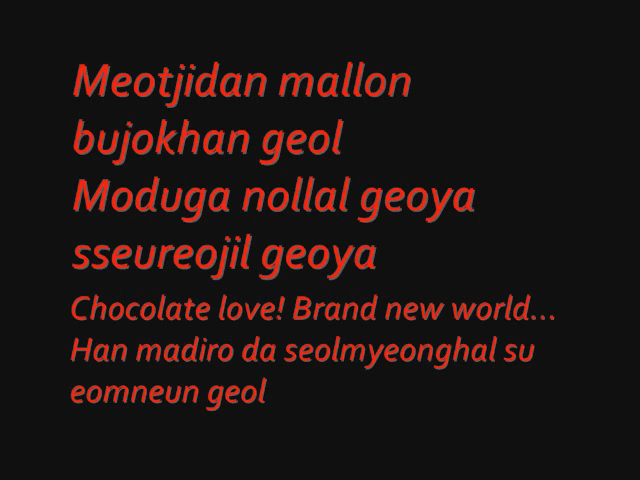 Meotjidan mallon
bujokhan geol
Moduga nollal geoya
sseureojil geoya
Chocolate love! Brand new world...
Han madiro da seolmyeonghal su
eomneun geol